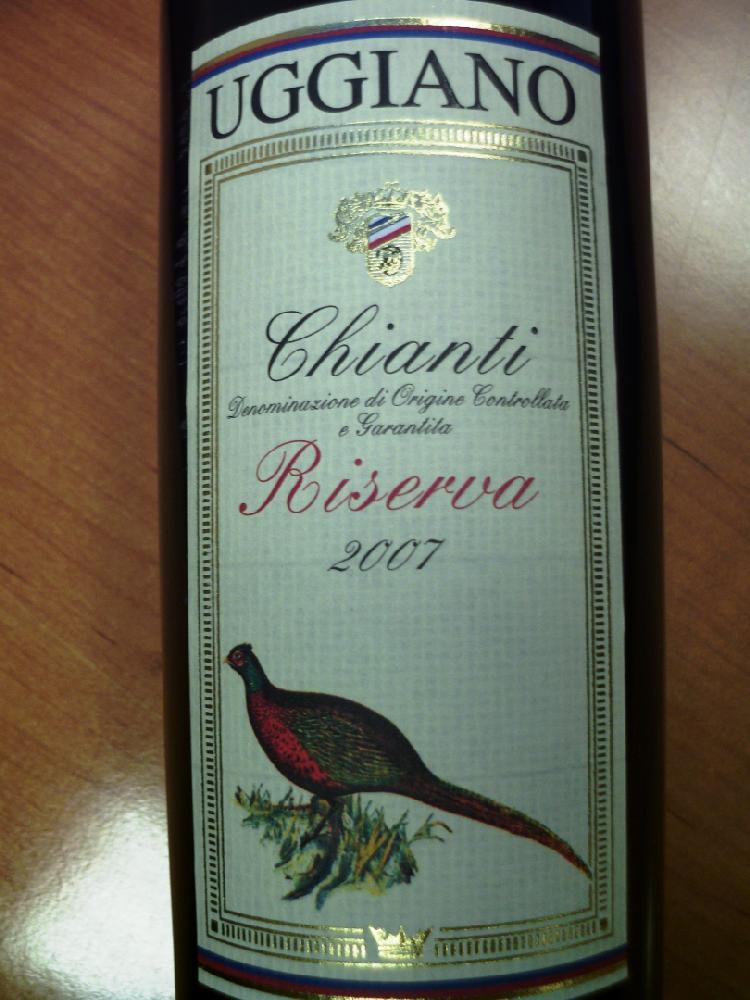 UGGIANO
Chianti
Denominazione di Origine Controllata
e Garantita
Riserva
2007